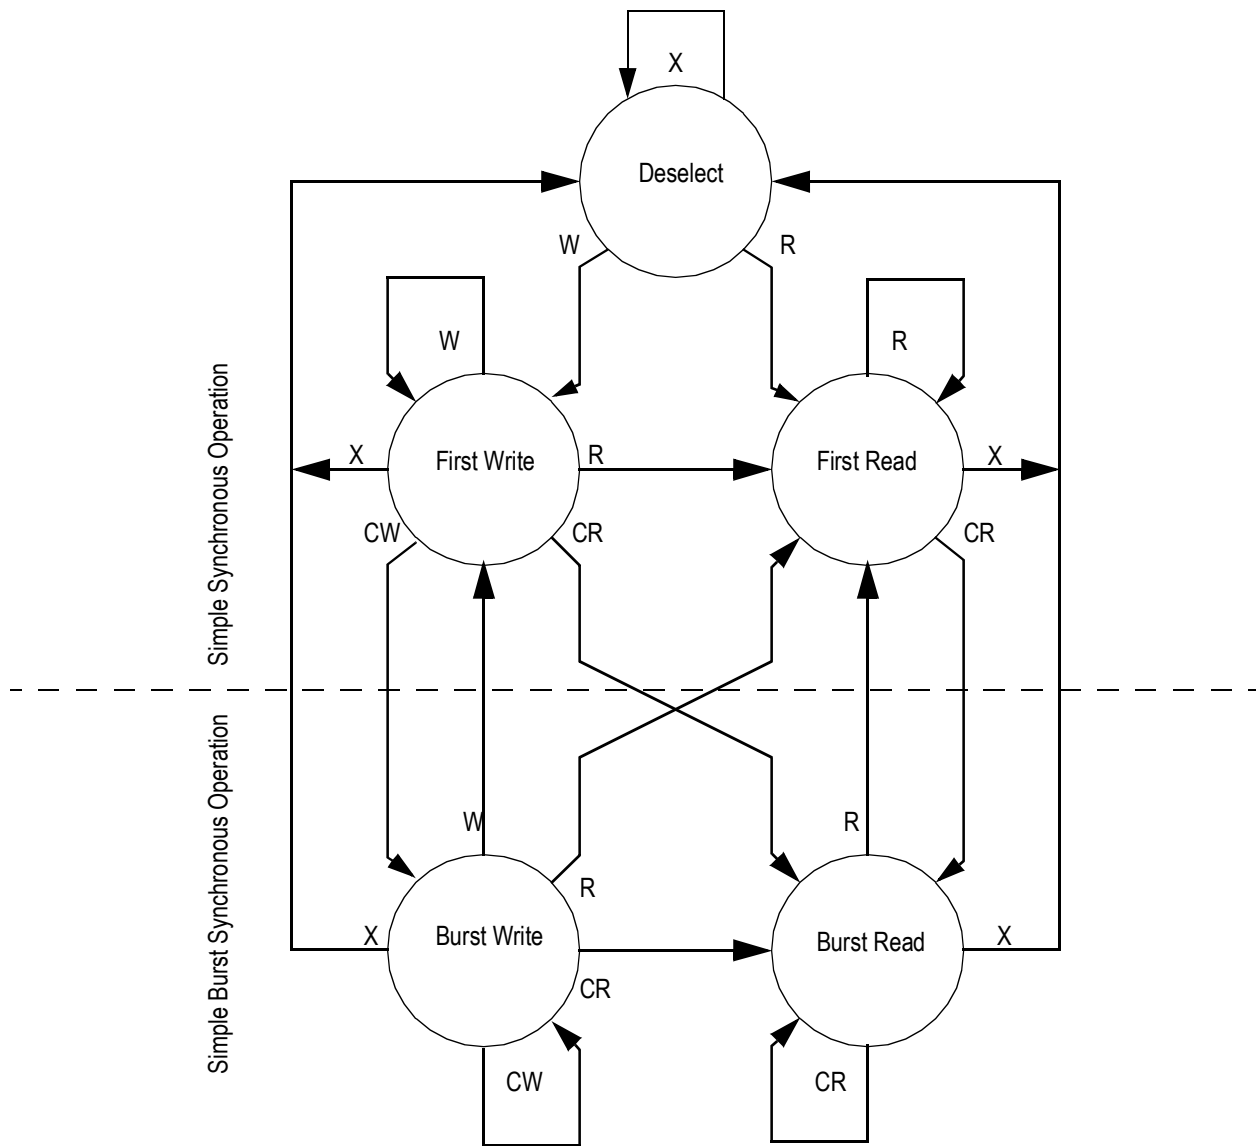 X
Deselect
W
R
W
R
First Write
First Read
X
R
X
CW
CR
CR
Simple Synchronous Operation
Simple Burst Synchronous Operation
W
R
R
X
Burst Write
Burst Read
X
CR
CW
CR